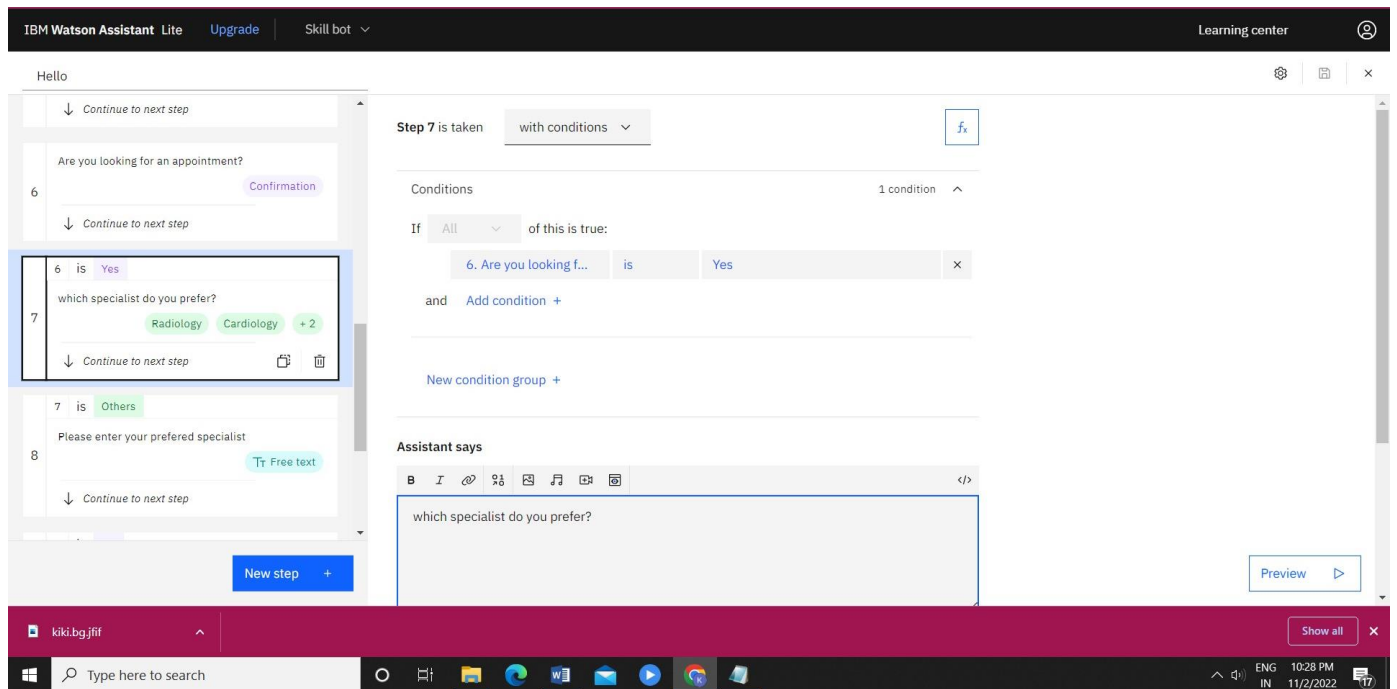 IBM Watson Assistant Lite Upgrade Skill bot Learning center
Hello
Continue to next step
Are you looking for an appointment?
6
Confirmation
Continue to next step
6 is Yes
which specialist do you prefer?
7
Radiology Cardiology + 2
Continue to next step
7 is Others
Please enter your prefered specialist
8
Tт Free text
Continue to next step
New step +
Step 7 is taken with conditions
fx
Conditions 1 condition
If All of this is true:
6. Are you looking f... is Yes
and Add condition +
New condition group +
Assistant says
B I </>
which specialist do you prefer?
Preview
kiki.bg.jfif
Show all
Type here to search
ENG 10:28 PM
IN 11/2/2022
17